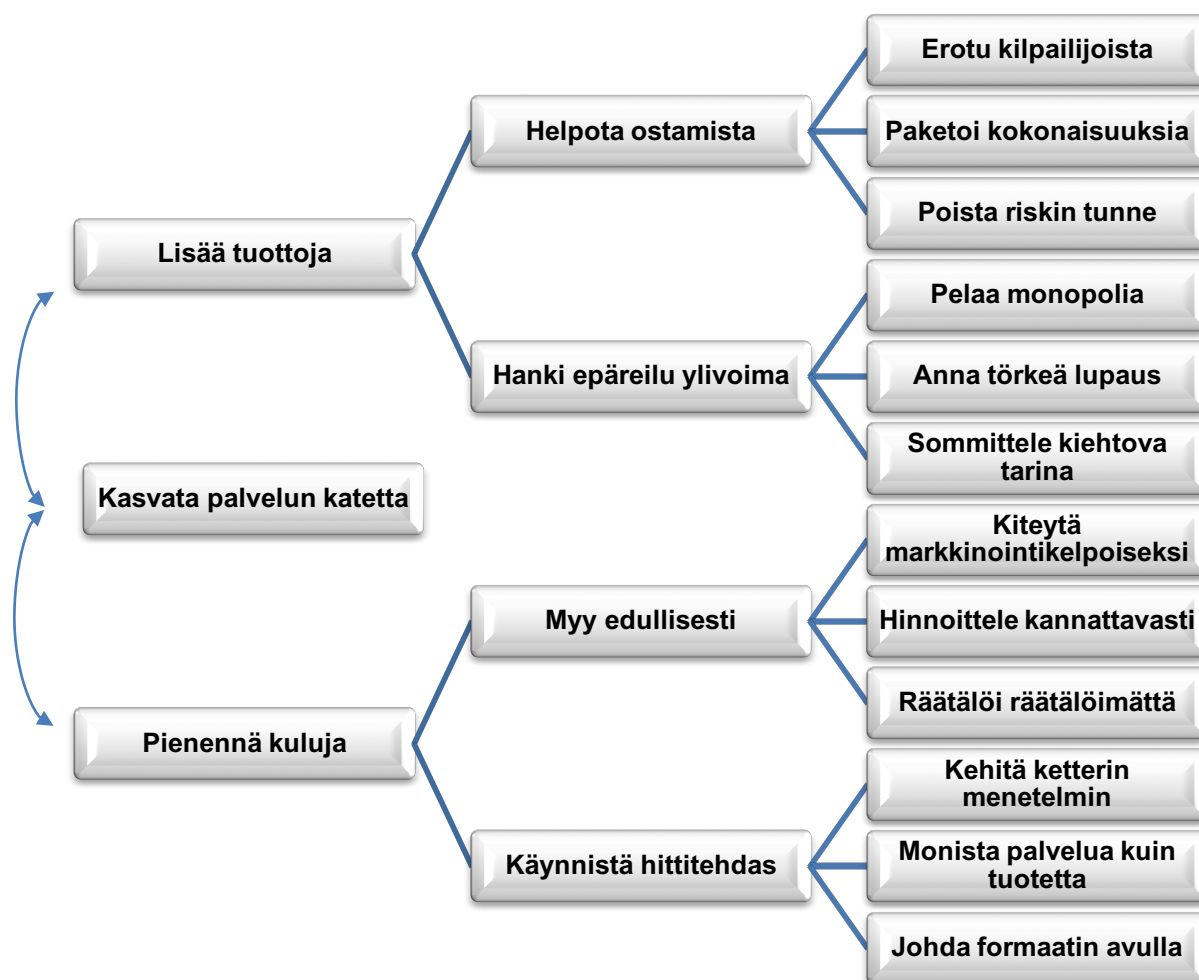 Erotu kilpailijoista
Helpota ostamista
Paketoi kokonaisuuksia
Poista riskin tunne
Lisää tuottoja
Pelaa monopolia
Hanki epäreilu ylivoima
Anna törkeä lupaus
Sommittele kiehtova
tarina
Kasvata palvelun katetta
Kiteytä
markkinointikelpoiseksi
Myy edullisesti
Hinnoittele kannattavasti
Räätälöi räätälöimättä
Pienennä kuluja
Kehitä ketterin
menetelmin
Käynnistä hittitehdas
Monista palvelua kuin
tuotetta
Johda formaatin avulla